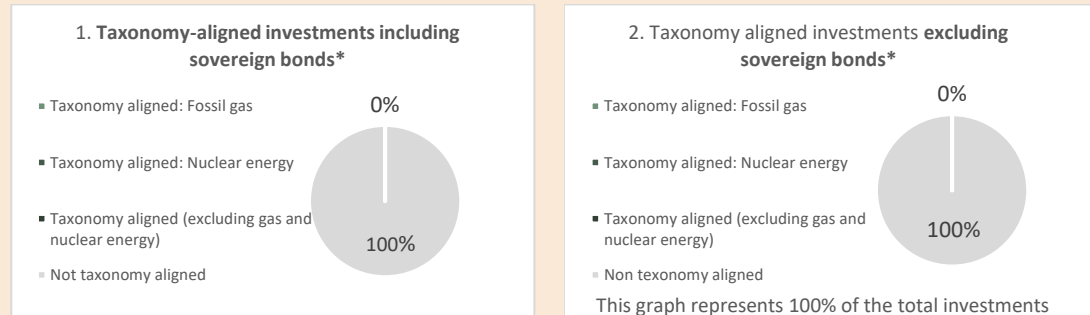 1. Taxonomy-aligned investments including
sovereign bonds*
Taxonomy aligned: Fossil gas
0%
Taxonomy aligned: Nuclear energy
Taxonomy aligned (excluding gas and
nuclear energy)
100%
Not taxonomy aligned
2. Taxonomy aligned investments excluding
sovereign bonds*
Taxonomy aligned: Fossil gas
0%
Taxonomy aligned: Nuclear energy
Taxonomy aligned (excluding gas and
nuclear energy)
100%
Non texonomy aligned
This graph represents 100% of the total investments